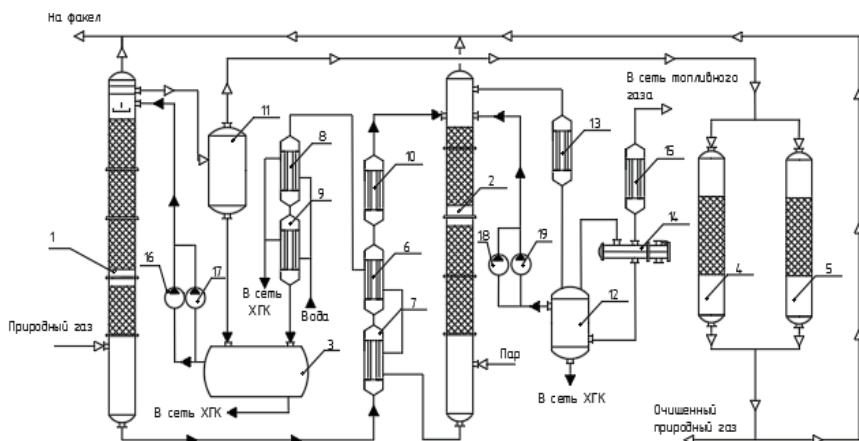 На факел
В сеть топливного
газа
11
8
13
10
15
9
2
14
1
16
17
6
18
19
4
5
В сеть
ХГК
Вода
7
12
Природный газ
3
Пар
В сеть ХГК
В сеть ХГК
Очищенный
природный газ